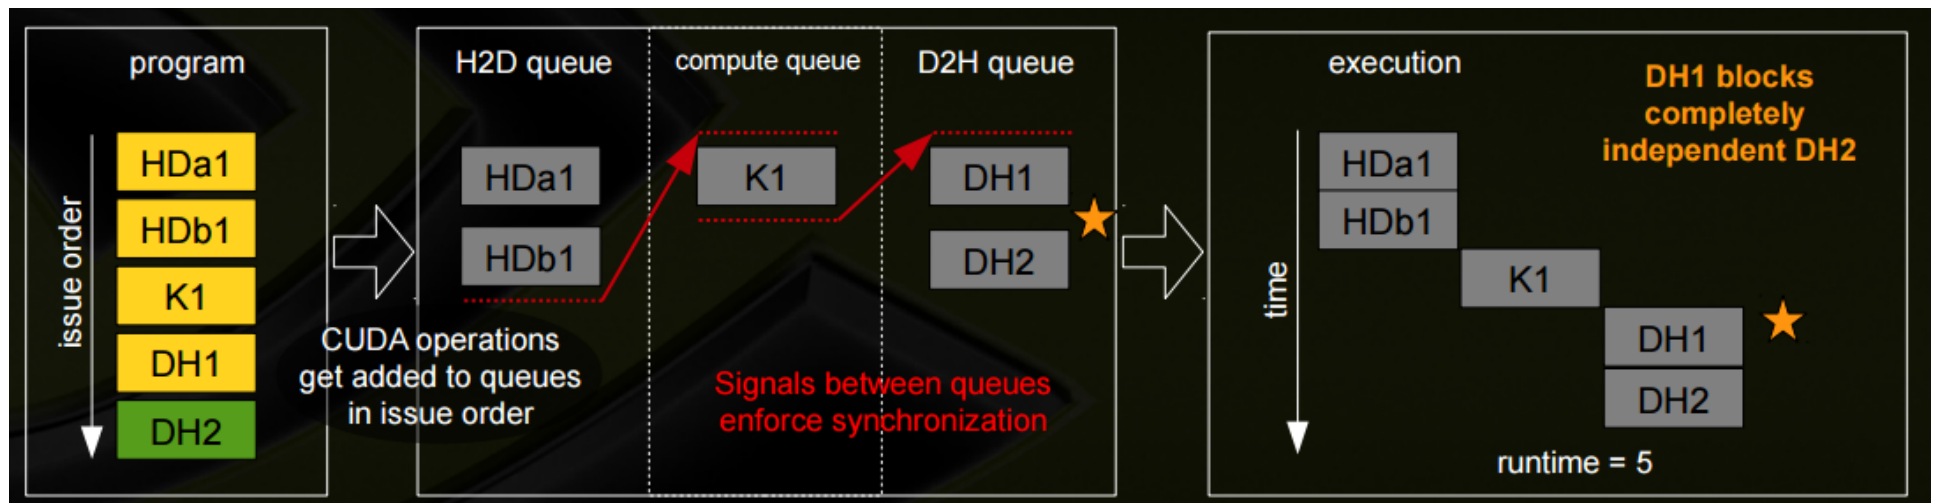 program
issue order
HDa1
HDb1
K1
DH1
DH2
CUDA operations
get added to queues
in issue order
H2D queue
HDa1
HDb1
compute queue
K1
D2H queue
DH1
DH2
Signals between queues
enforce synchronization
execution
DH1 blocks
completely
independent DH2
time
HDa1
HDb1
K1
DH1
DH2
runtime = 5